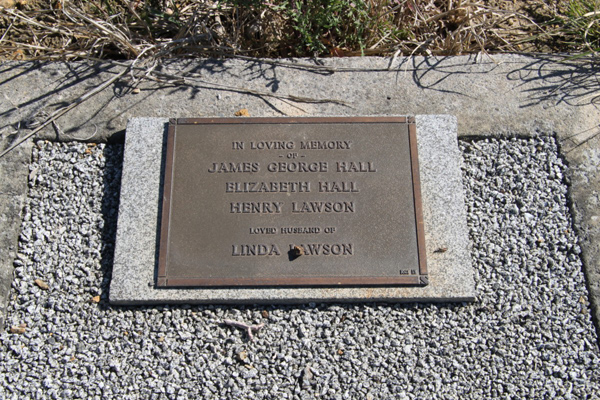 IN LOVING MEMORY
- OF -
JAMES GEORGE HALL
ELIZABETH HALL
HENRY LAWSON
LOVED HUSBAND OF
LINDA LAWSON